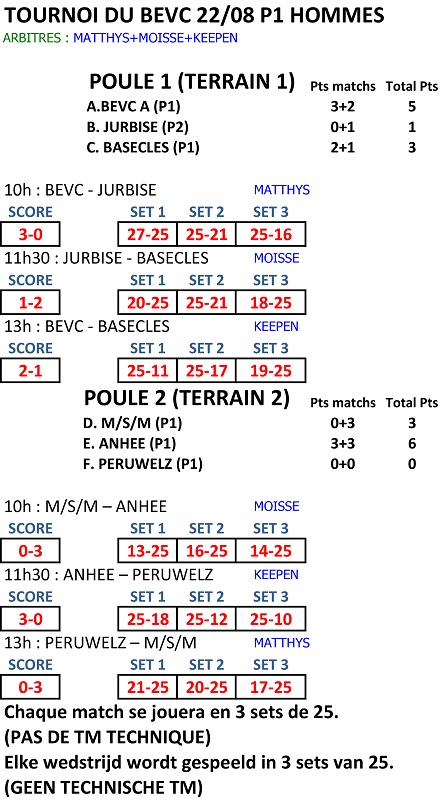 TOURNOI DU BEVC 22/08 P1 HOMMES
ARBITRES : MATTHYS+MOISSE+KEEPEN
POULE 1 (TERRAIN 1) Pts matchs Total Pts
A.BEVC A (P1) 3+2 5
B. JURBISE (P2) 0+1 1
C. BASECLES (P1) 2+1 3
10h : BEVC - JURBISE MATTHYS
SCORE SET 1 SET 2 SET 3
3-0 27-25 25-21 25-16
11h30 : JURBISE - BASECLES MOISSE
SCORE SET 1 SET 2 SET 3
1-2 20-25 25-21 18-25
13h : BEVC - BASECLES KEEPEN
SCORE SET 1 SET 2 SET 3
2-1 25-11 25-17 19-25
POULE 2 (TERRAIN 2) Pts matchs Total Pts
D. M/S/M (P1) 0+3 3
E. ANHEE (P1) 3+3 6
F. PERUWELZ (P1) 0+0 0
10h : M/S/M – ANHEE MOISSE
SCORE SET 1 SET 2 SET 3
0-3 13-25 16-25 14-25
11h30 : ANHEE – PERUWELZ KEEPEN
SCORE SET 1 SET 2 SET 3
3-0 25-18 25-12 25-10
13h : PERUWELZ – M/S/M MATTHYS
SCORE SET 1 SET 2 SET 3
0-3 21-25 20-25 17-25
Chaque match se jouera en 3 sets de 25.
(PAS DE TM TECHNIQUE)
Elke wedstrijd wordt gespeeld in 3 sets van 25.
(GEEN TECHNISCHE TM)